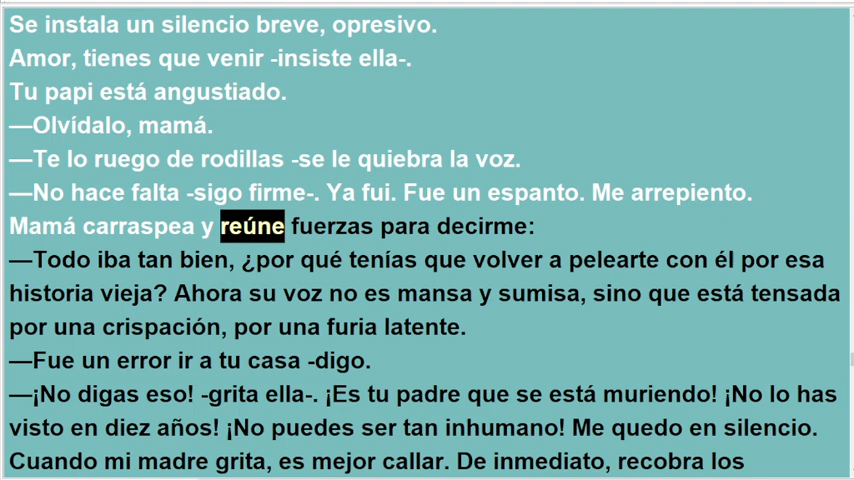 Se instala un silencio breve, opresivo.
Amor, tienes que venir -insiste ella-.
Tu papi está angustiado.
—Olvídalo, mamá.
—Te lo ruego de rodillas -se le quiebra la voz.
—No hace falta -sigo firme-. Ya fui. Fue un espanto. Me arrepiento.
Mamá carraspea y reúne fuerzas para decirme:
—Todo iba tan bien, ¿por qué tenías que volver a pelearte con él por esa
historia vieja? Ahora su voz no es mansa y sumisa, sino que está tensada
por una crispación, por una furia latente.
—Fue un error ir a tu casa -digo.
—¡No digas eso! -grita ella-. ¡Es tu padre que se está muriendo! ¡No lo has
visto en diez años! ¡No puedes ser tan inhumano! Me quedo en silencio.
Cuando mi madre grita, es mejor callar. De inmediato, recobra los